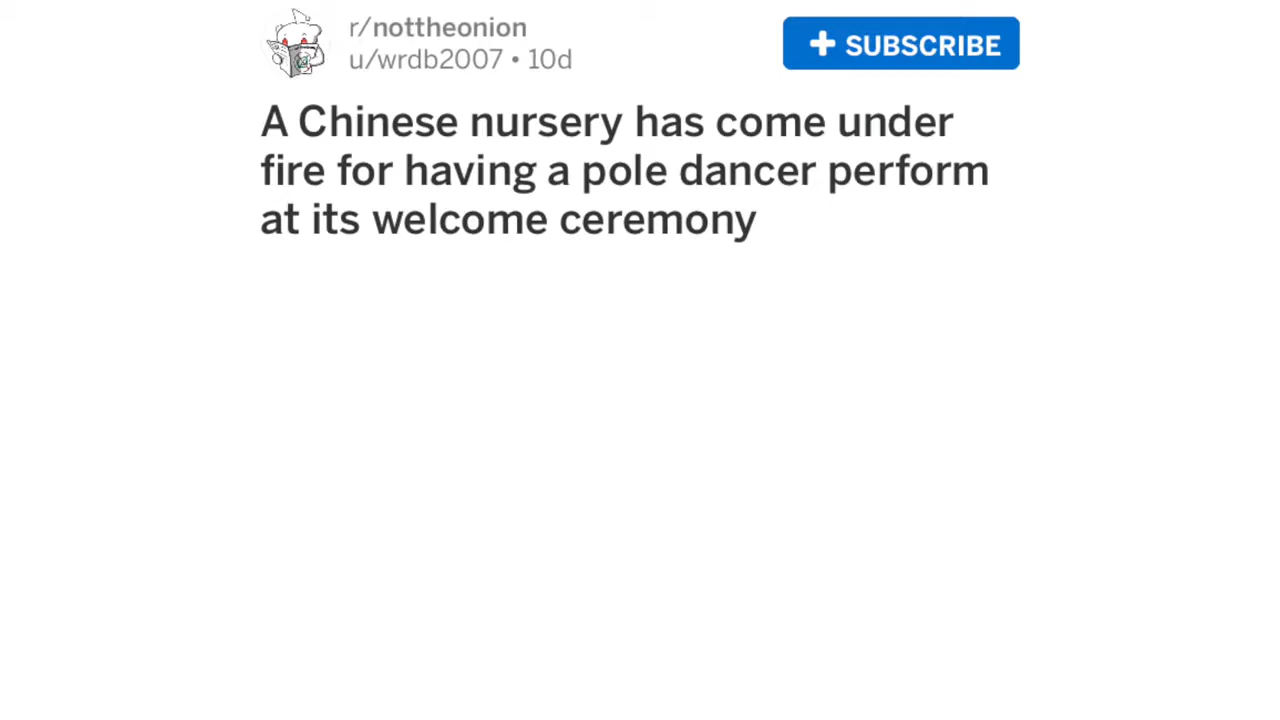 r/nottheonion
u/wrdb2007 • 10d
+ SUBSCRIBE
A Chinese nursery has come under
fire for having a pole dancer perform
at its welcome ceremony